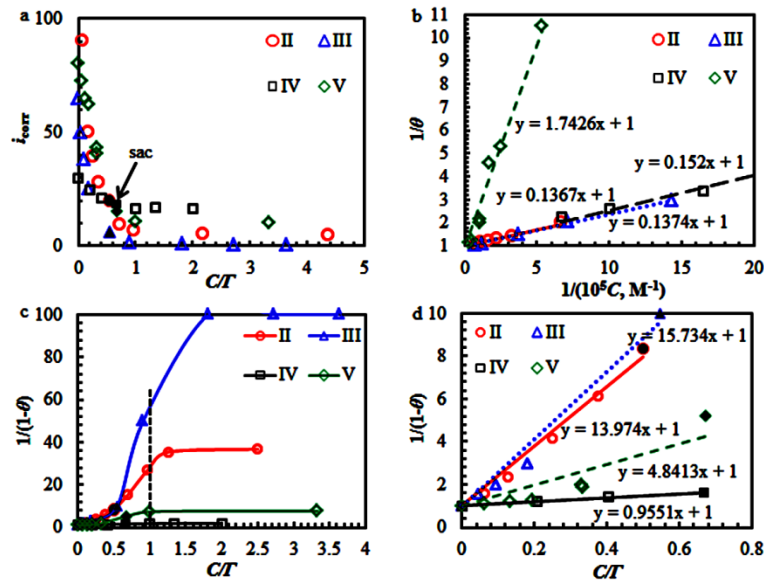 a
II III
IV V
sac
i corr
100
50
0
0 1 2 3 4 5
C/T
b
II III
IV V
y = 1.7426x + 1
y = 0.152x + 1
y = 0.1367x + 1
y = 0.1374x + 1
1/θ
11
10
9
8
7
6
5
4
3
2
1
0 5 10 15 20
1/(10⁵C, M⁻¹)
c
II III
IV V
1/(1-θ)
100
80
60
40
20
0
0 0.5 1 1.5 2 2.5 3 3.5 4
C/T
d
II III
IV V
y = 15.734x + 1
y = 13.974x + 1
y = 4.8413x + 1
y = 0.9551x + 1
1/(1-θ)
10
8
6
4
2
0
0 0.2 0.4 0.6 0.8
C/T